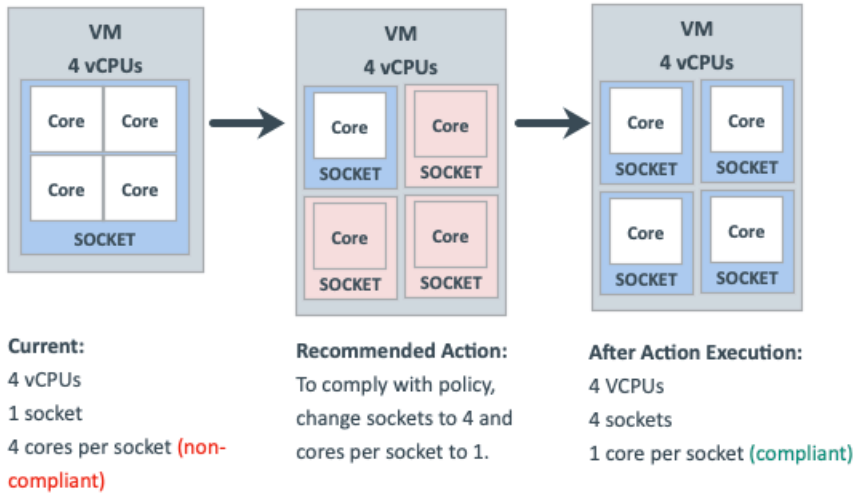 VM
4 vCPUs
Core
Core
Core
Core
SOCKET
VM
4 vCPUs
Core
SOCKET
Core
SOCKET
Core
SOCKET
Core
SOCKET
VM
4 vCPUs
Core
SOCKET
Core
SOCKET
Core
SOCKET
Core
SOCKET
Current:
4 vCPUs
1 socket
4 cores per socket (non-
compliant)
Recommended Action:
To comply with policy,
change sockets to 4 and
cores per socket to 1.
After Action Execution:
4 VCPUs
4 sockets
1 core per socket (compliant)